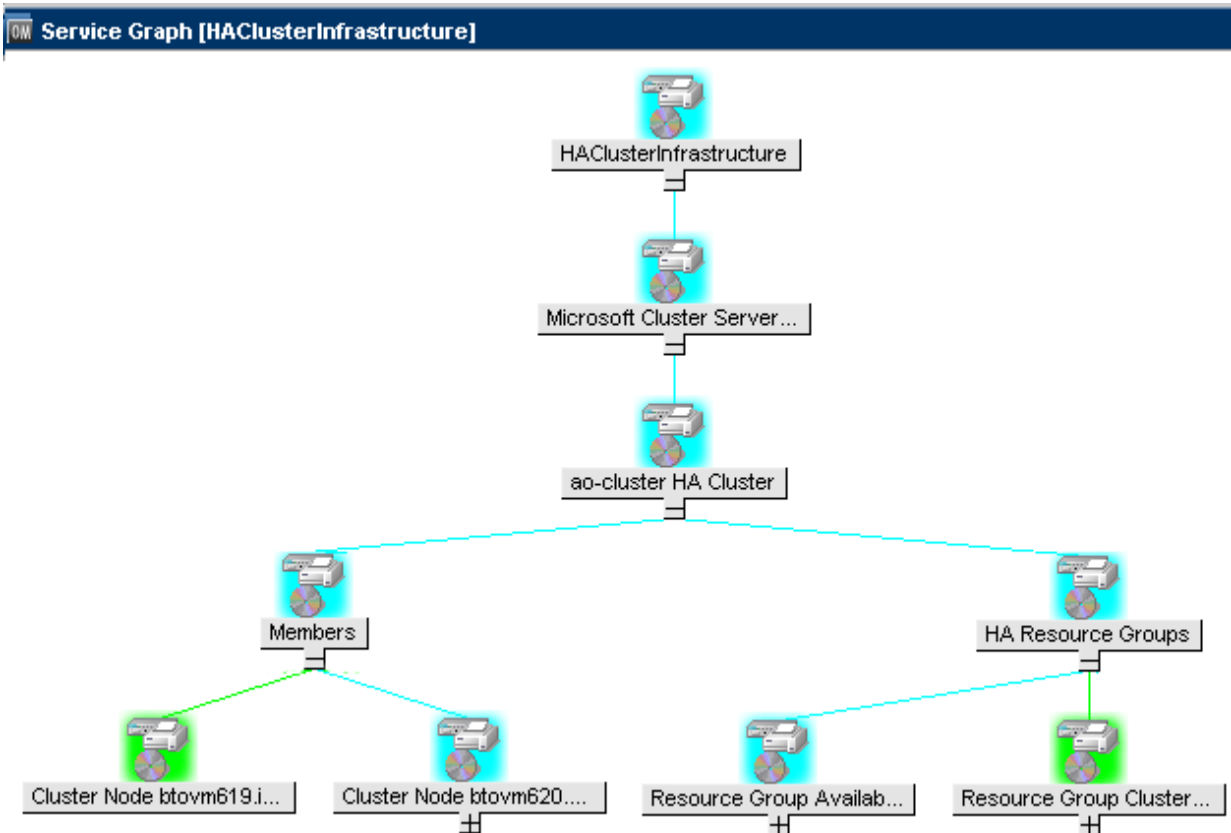 OM Service Graph [HAClusterInfrastructure]
HAClusterInfrastructure
Microsoft Cluster Server...
ao-cluster HA Cluster
Members
HA Resource Groups
Cluster Node btovm619.i...
Cluster Node btovm620....
Resource Group Availab...
Resource Group Cluster...